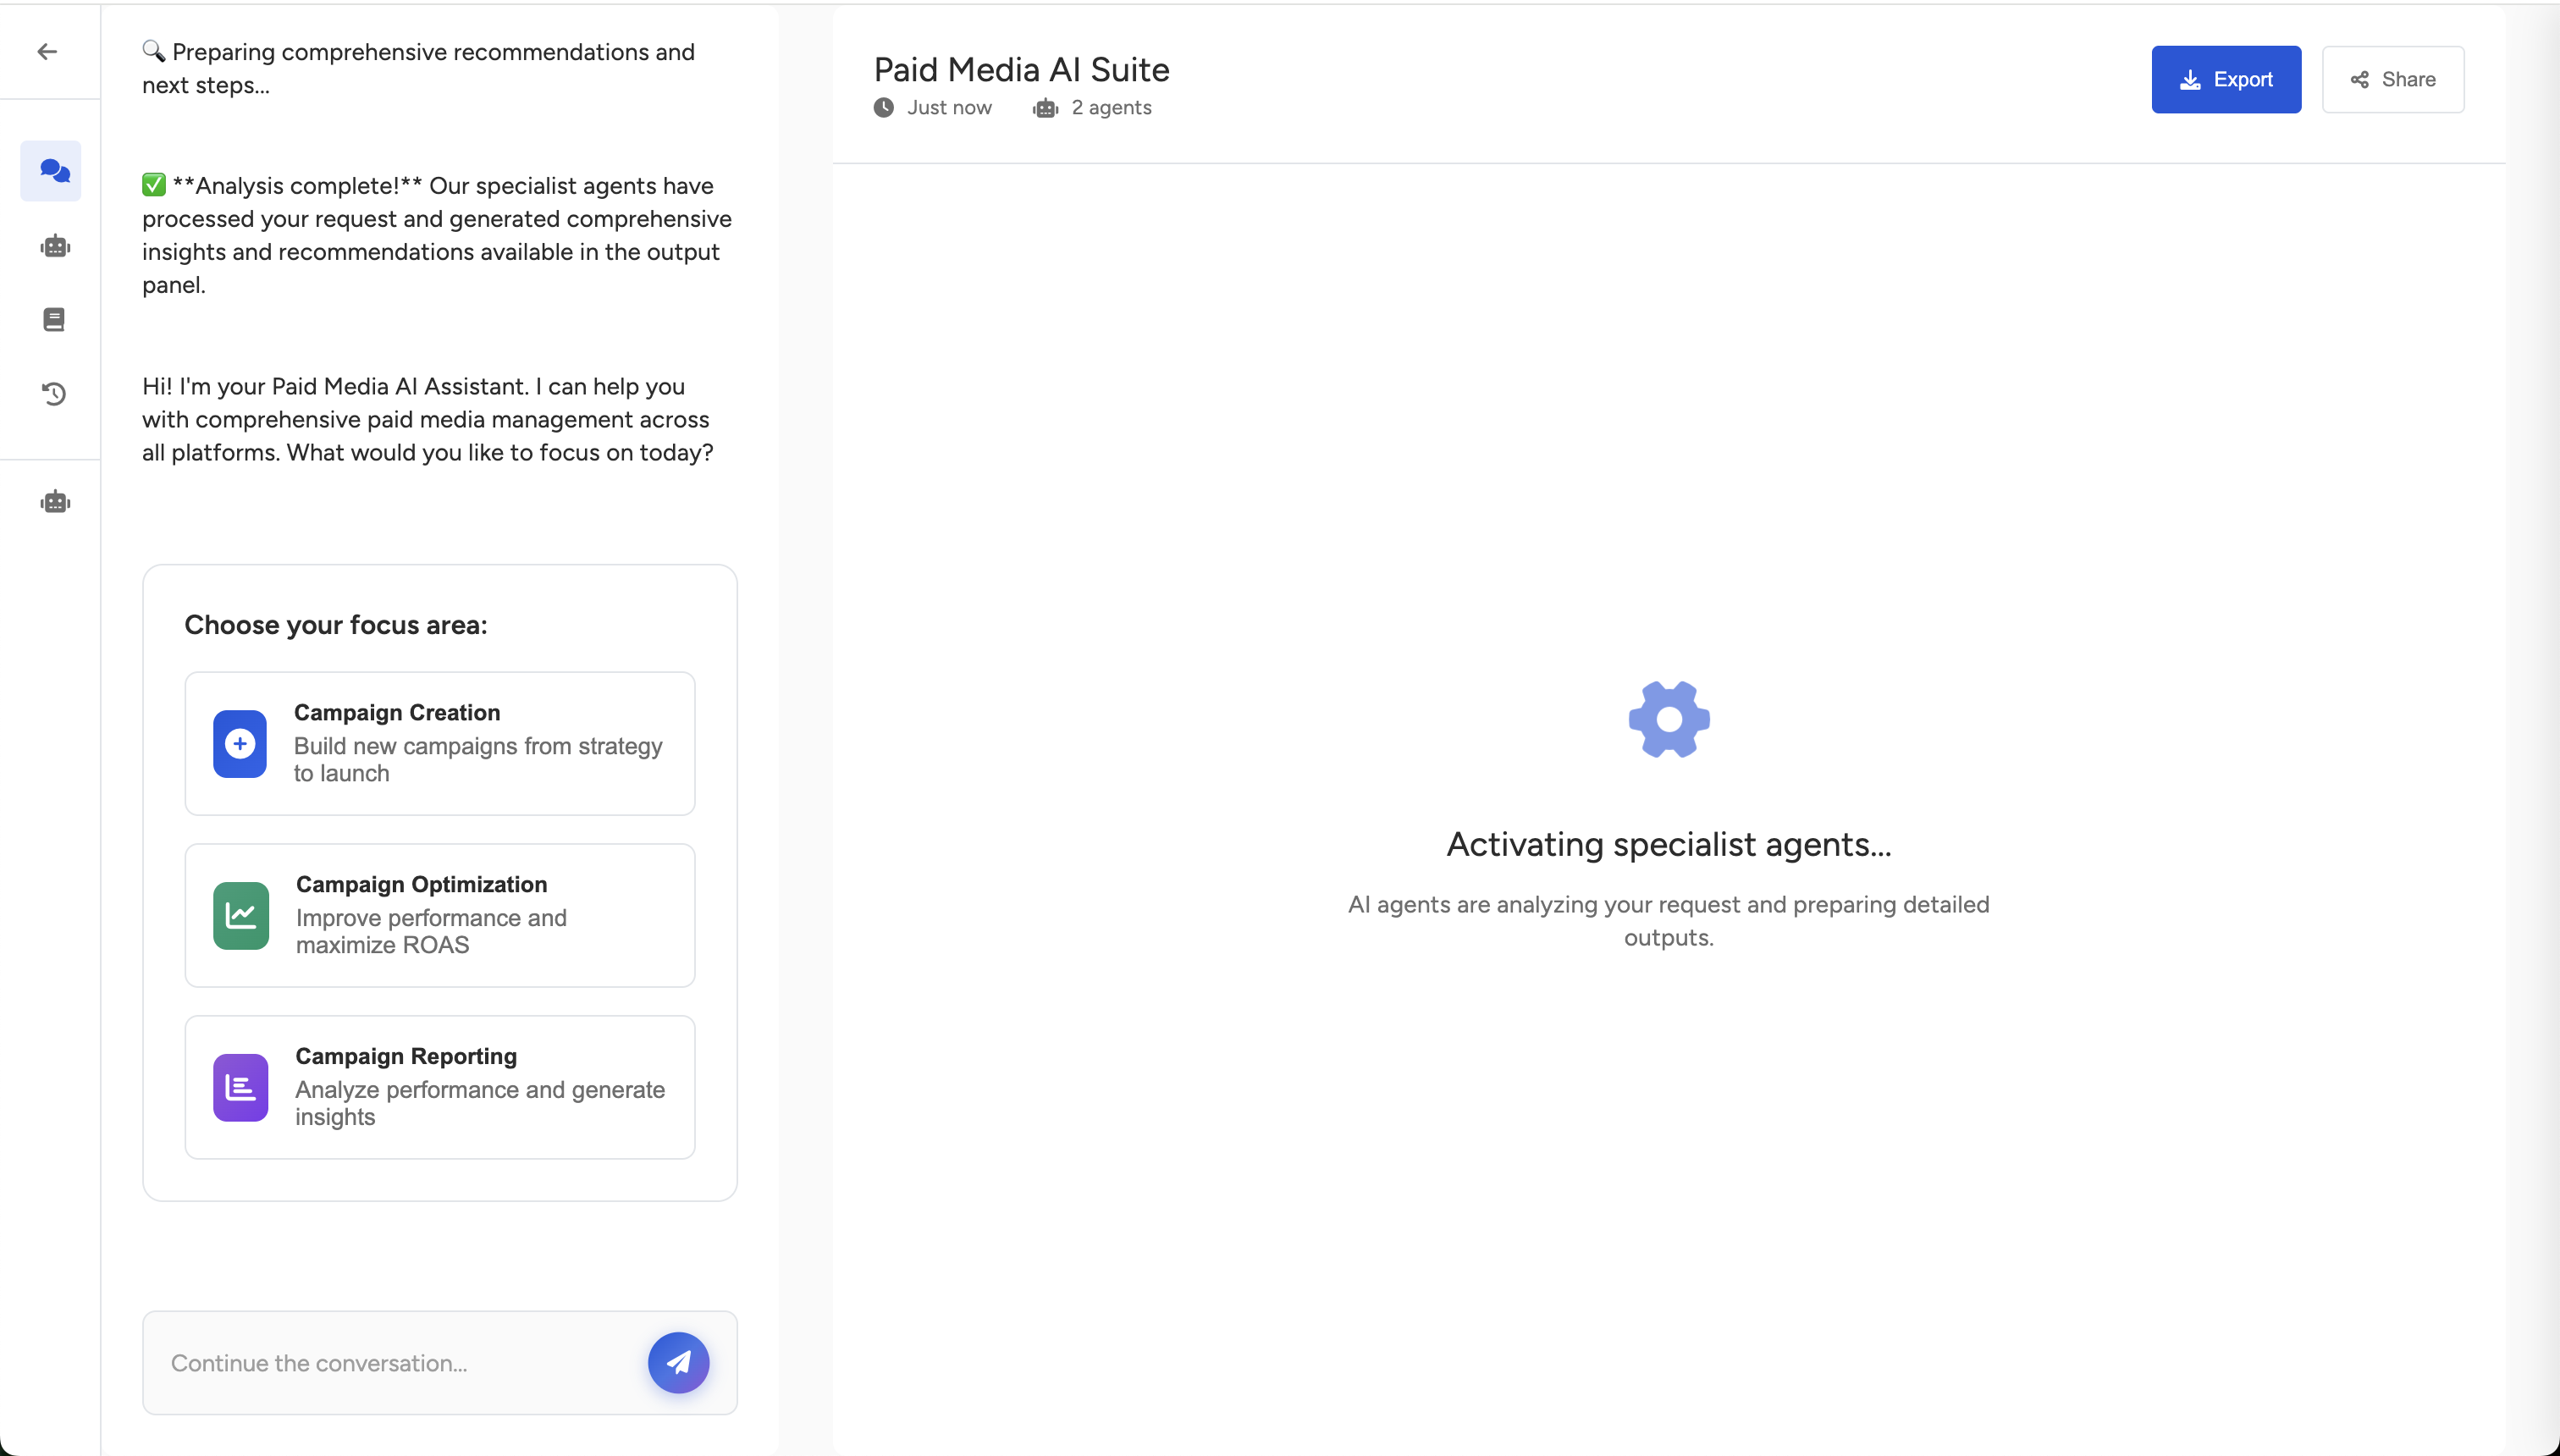 🔍 Preparing comprehensive recommendations and
next steps...
✅ **Analysis complete!** Our specialist agents have
processed your request and generated comprehensive
insights and recommendations available in the output
panel.
Hi! I'm your Paid Media AI Assistant. I can help you
with comprehensive paid media management across
all platforms. What would you like to focus on today?
Choose your focus area:
Campaign Creation
Build new campaigns from strategy
to launch
Campaign Optimization
Improve performance and
maximize ROAS
Campaign Reporting
Analyze performance and generate
insights
Continue the conversation...
Paid Media AI Suite
Just now 2 agents
Export
Share
Activating specialist agents...
AI agents are analyzing your request and preparing detailed
outputs.